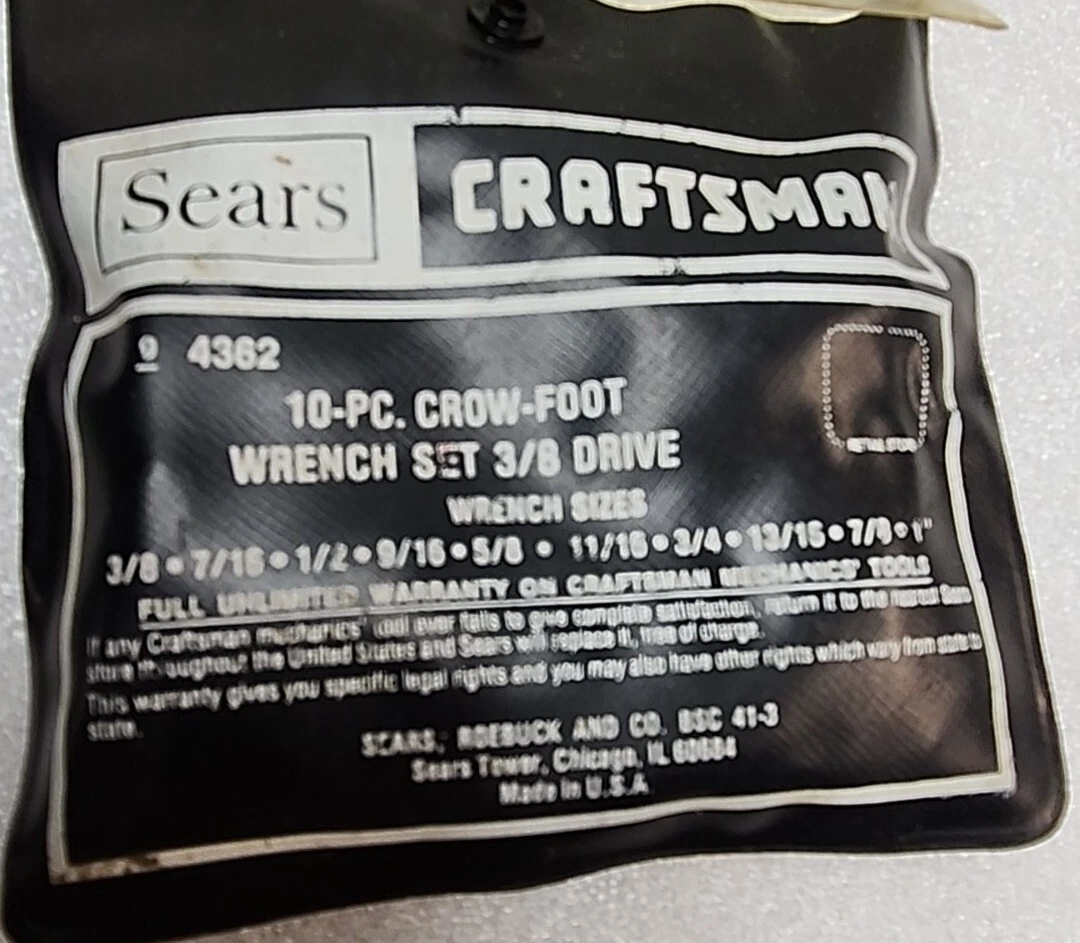 Sears CRAFTSMAN
9 4362
10-PC. CROW-FOOT
WRENCH SET 3/8 DRIVE
WRENCH SIZES
3/8 • 7/16 • 1/2 • 9/16 • 5/8 • 11/16 • 3/4 • 13/16 • 7/8 • 1"
FULL UNLIMITED WARRANTY ON CRAFTSMAN MECHANICS' TOOLS
If any Craftsman mechanics' tool ever fails to give complete satisfaction, return it to the nearest Sears
store throughout the United States and Sears will replace it, free of charge.
This warranty gives you specific legal rights and you may also have other rights which vary from state to
state.
SEARS, ROEBUCK AND CO. BSC 41-3
Sears Tower, Chicago, IL 60684
Made in U.S.A